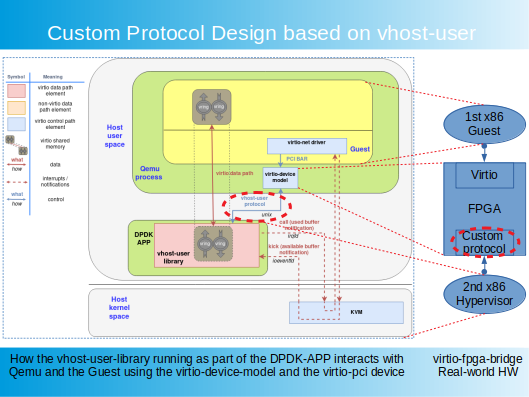 Custom Protocol Design based on vhost-user
Symbol Meaning
virtio data path
element
non-virtio data
path element
virtio control path
element
virtio shared
memory
what
how
data
interrupts /
notifications
what
how
control
Host
user
space
Qemu
process
vring vring
virtio-net driver
Guest
PCI BAR
virtio data path
virtio-device
model
vhost-user
protocol
unix
DPDK
APP
vhost-user
library
vring vring
call (used buffer
notification)
irqfd
kick (available buffer
notification)
ioeventfd
Host
kernel
space
KVM
1st x86
Guest
Virtio
FPGA
Custom
protocol
2nd x86
Hypervisor
How the vhost-user-library running as part of the DPDK-APP interacts with
Qemu and the Guest using the virtio-device-model and the virtio-pci device
virtio-fpga-bridge
Real-world HW